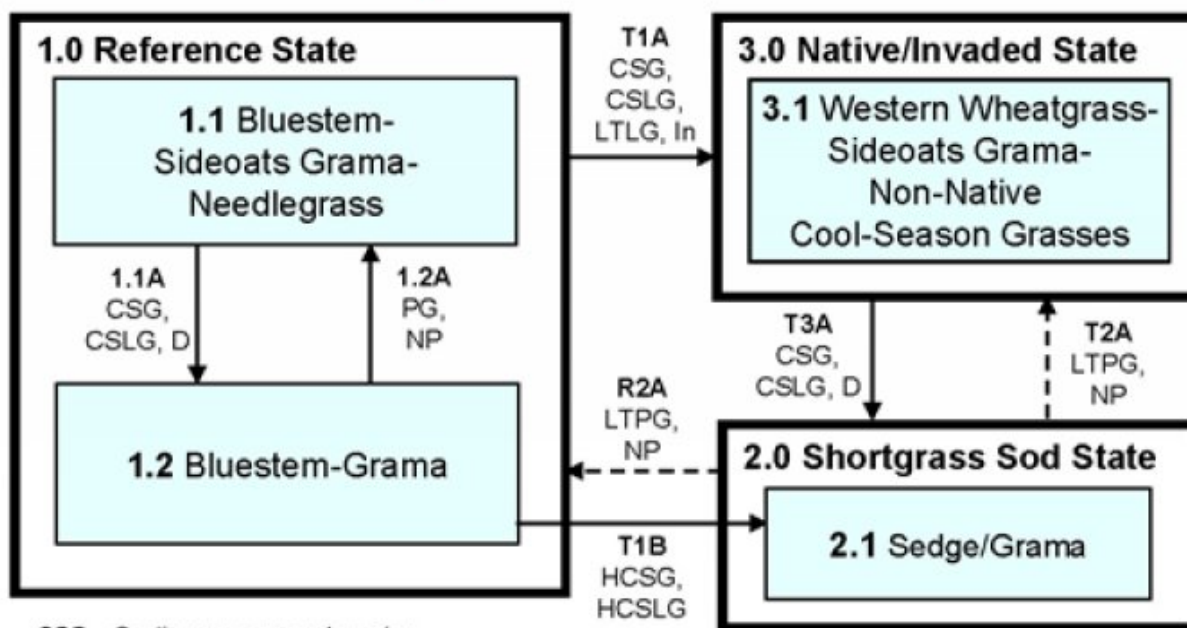 1.0 Reference State
1.1 Bluestem-
Sideoats Grama-
Needlegrass
1.1A
CSG,
CSLG, D
1.2A
PG,
NP
1.2 Bluestem-Grama
T1A
CSG,
CSLG,
LTLG, In
3.0 Native/Invaded State
3.1 Western Wheatgrass-
Sideoats Grama-
Non-Native
Cool-Season Grasses
T3A
CSG,
CSLG, D
T2A
LTPG,
NP
R2A
LTPG,
NP
2.0 Shortgrass Sod State
2.1 Sedge/Grama
T1B
HCSG,
HCSLG